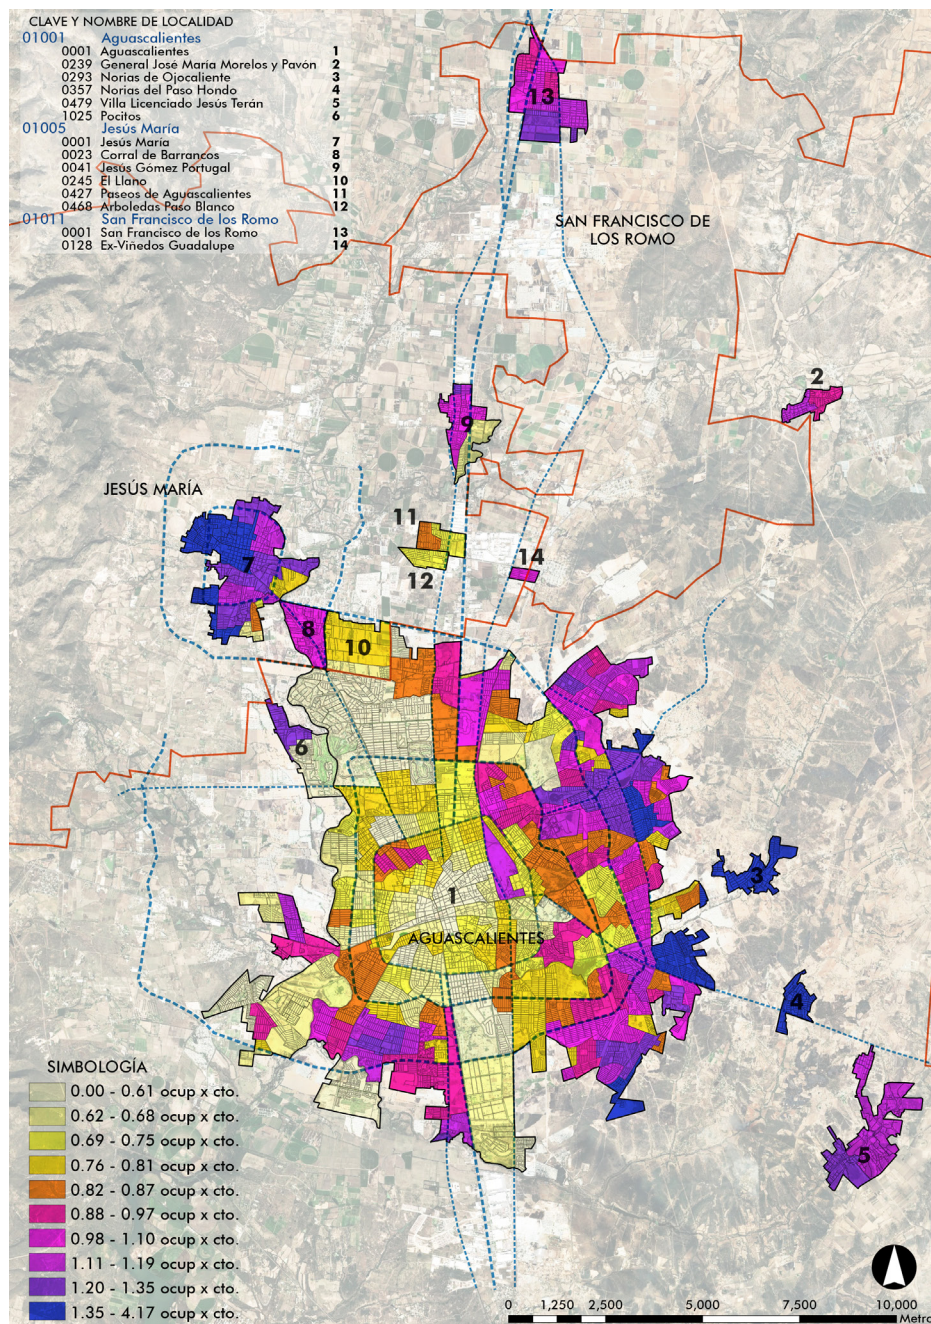 CLAVE Y NOMBRE DE LOCALIDAD
01001 Aguascalientes
0001 Aguascalientes 1
0239 General José María Morelos y Pavón 2
0293 Norias de Ojocaliente 3
0357 Norias del Paso Hondo 4
0479 Villa Licenciado Jesús Terán 5
1025 Pocitos 6
01005 Jesús María
0001 Jesús María 7
0023 Corral de Barrancos 8
0041 Jesús Gómez Portugal 9
0245 El Llano 10
0427 Paseos de Aguascalientes 11
0468 Arboledas Paso Blanco 12
01011 San Francisco de los Romo
0001 San Francisco de los Romo 13
0128 Ex-Viñedos Guadalupe 14
13
SAN FRANCISCO DE
LOS ROMO
2
9
JESÚS MARÍA
11
12
14
7
8
10
6
3
1
AGUASCALIENTES
4
5
SIMBOLOGÍA
0.00 - 0.61 ocup x cto.
0.62 - 0.68 ocup x cto.
0.69 - 0.75 ocup x cto.
0.76 - 0.81 ocup x cto.
0.82 - 0.87 ocup x cto.
0.88 - 0.97 ocup x cto.
0.98 - 1.10 ocup x cto.
1.11 - 1.19 ocup x cto.
1.20 - 1.35 ocup x cto.
1.35 - 4.17 ocup x cto.
0 1,250 2,500 5,000 7,500 10,000
Metro